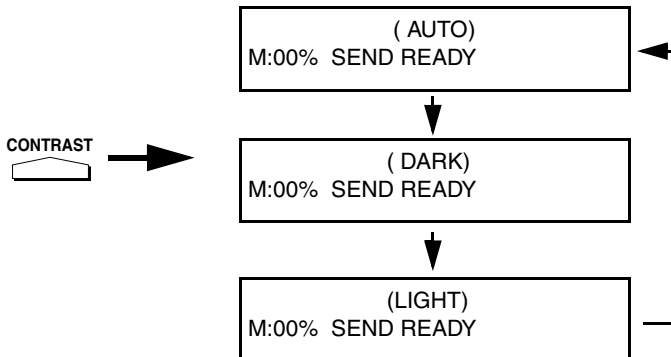 ( AUTO)
M:00% SEND READY
CONTRAST
( DARK)
M:00% SEND READY
(LIGHT)
M:00% SEND READY